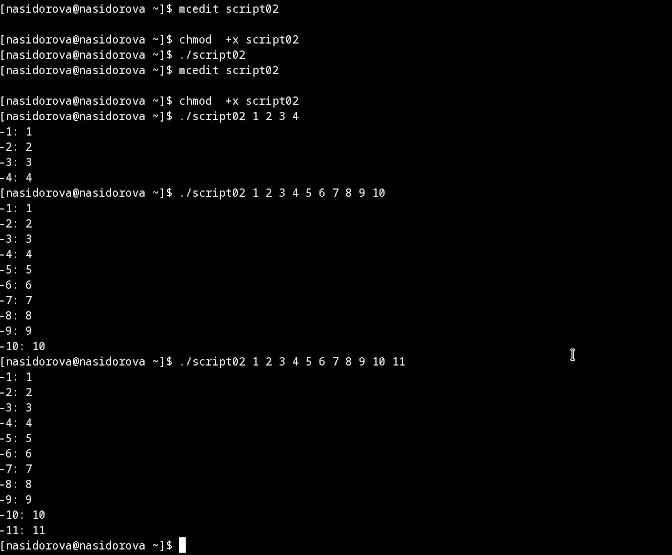 [nasidorova@nasidorova ~]$ mcedit script02
[nasidorova@nasidorova ~]$ chmod  +x script02
[nasidorova@nasidorova ~]$ ./script02
[nasidorova@nasidorova ~]$ mcedit script02
[nasidorova@nasidorova ~]$ chmod  +x script02
[nasidorova@nasidorova ~]$ ./script02 1 2 3 4
-1: 1
-2: 2
-3: 3
-4: 4
[nasidorova@nasidorova ~]$ ./script02 1 2 3 4 5 6 7 8 9 10
-1: 1
-2: 2
-3: 3
-4: 4
-5: 5
-6: 6
-7: 7
-8: 8
-9: 9
-10: 10
[nasidorova@nasidorova ~]$ ./script02 1 2 3 4 5 6 7 8 9 10 11
-1: 1
-2: 2
-3: 3
-4: 4
-5: 5
-6: 6
-7: 7
-8: 8
-9: 9
-10: 10
-11: 11
[nasidorova@nasidorova ~]$